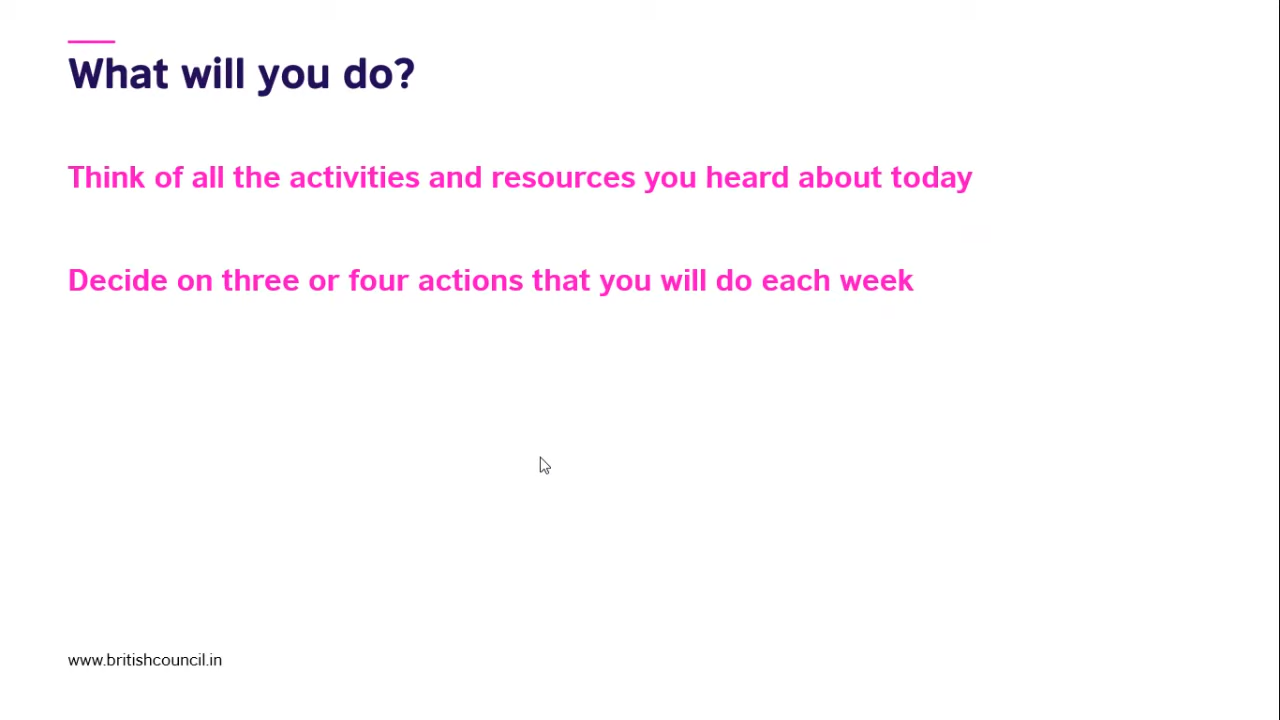 What will you do?
Think of all the activities and resources you heard about today
Decide on three or four actions that you will do each week
www.britishcouncil.in